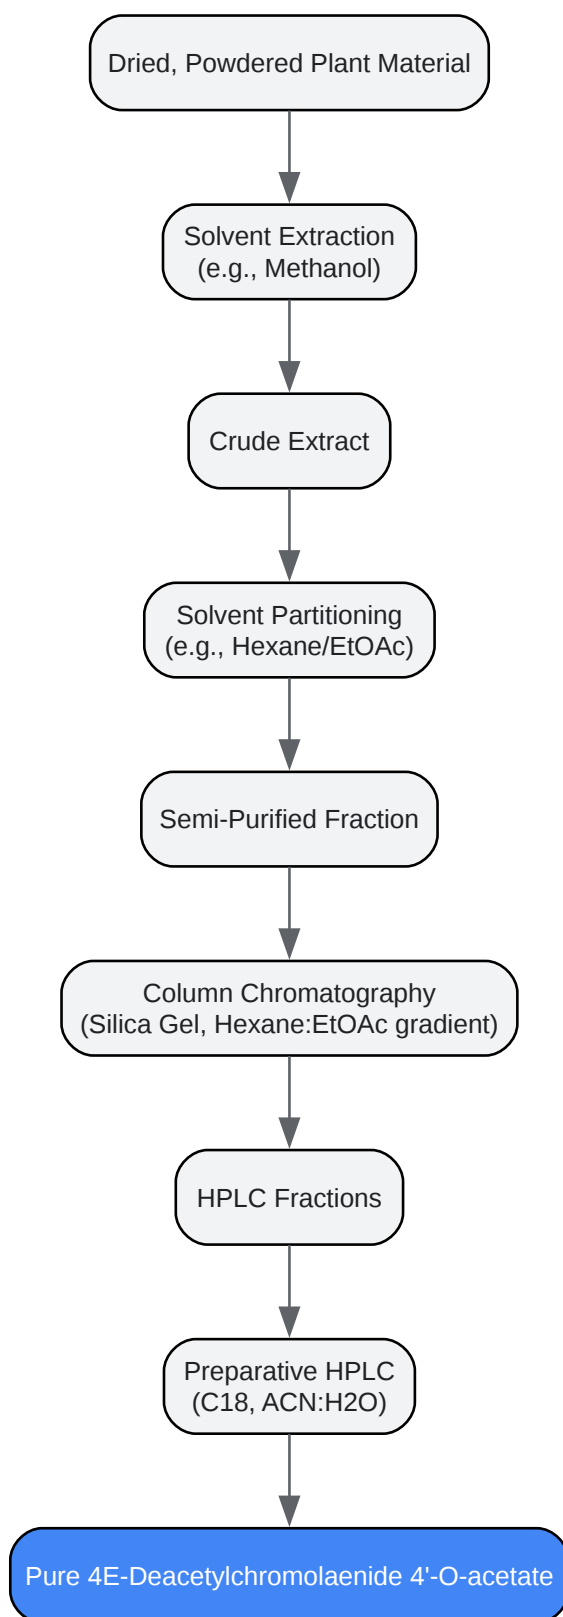 Dried, Powdered Plant Material
Solvent Extraction
(e.g., Methanol)
Crude Extract
Solvent Partitioning
(e.g., Hexane/EtOAc)
Semi-Purified Fraction
Column Chromatography
(Silica Gel, Hexane:EtOAc gradient)
HPLC Fractions
Preparative HPLC
(C18, ACN:H2O)
Pure 4E-Deacetylchromolaenide 4'-O-acetate